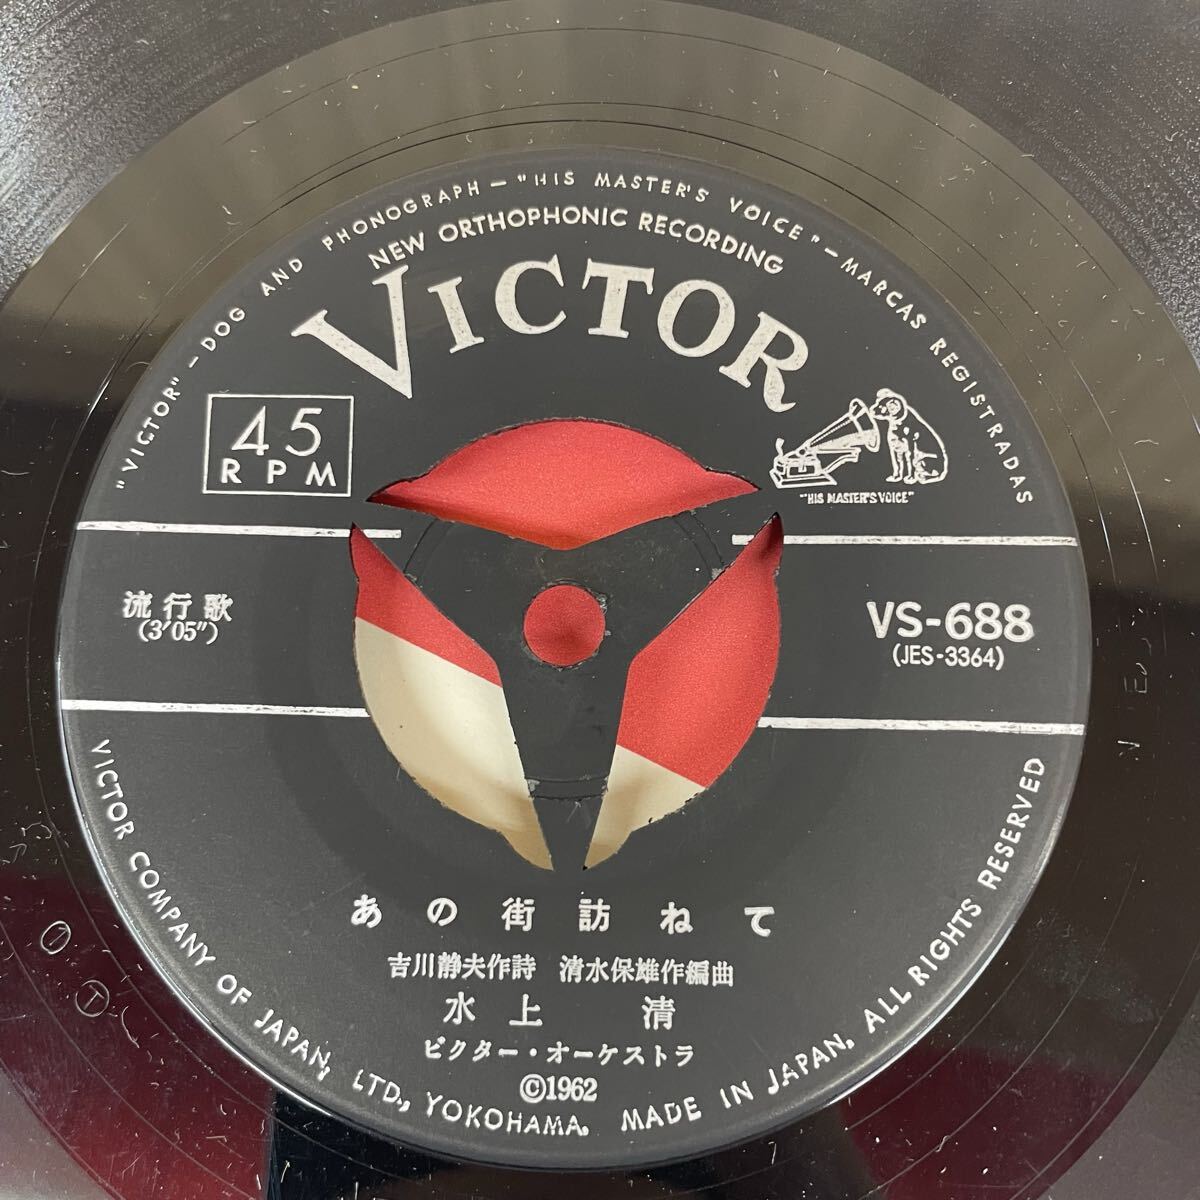 "VICTOR" – DOG AND PHONOGRAPH – "HIS MASTER'S VOICE" – MARCAS REGISTRADAS
NEW ORTHOPHONIC RECORDING
VICTOR
45
RPM
"HIS MASTER'S VOICE"
流行歌
(3'05")
VS-688
(JES-3364)
あの街訪ねて
吉川静夫作詩 清水保雄作編曲
水上 清
ビクター・オーケストラ
©1962
VICTOR COMPANY OF JAPAN, LTD., YOKOHAMA. MADE IN JAPAN, ALL RIGHTS RESERVED